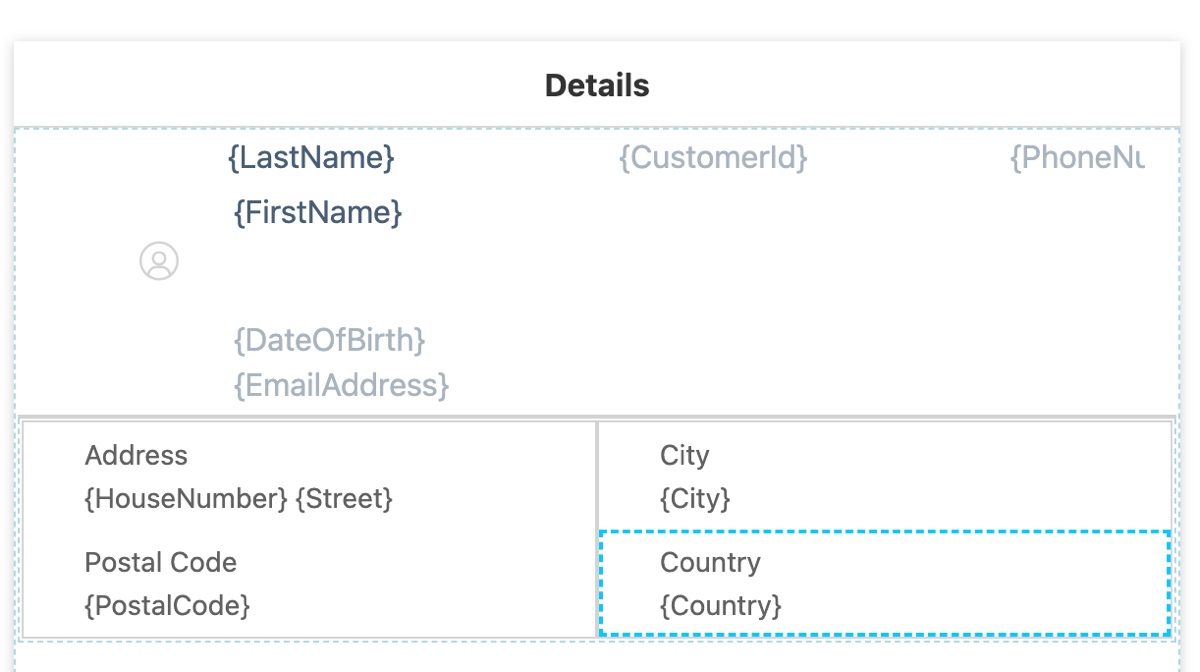 Details
{LastName} {CustomerId} {PhoneNu
{FirstName}
{DateOfBirth}
{EmailAddress}
Address
{HouseNumber} {Street}
City
{City}
Postal Code
{PostalCode}
Country
{Country}